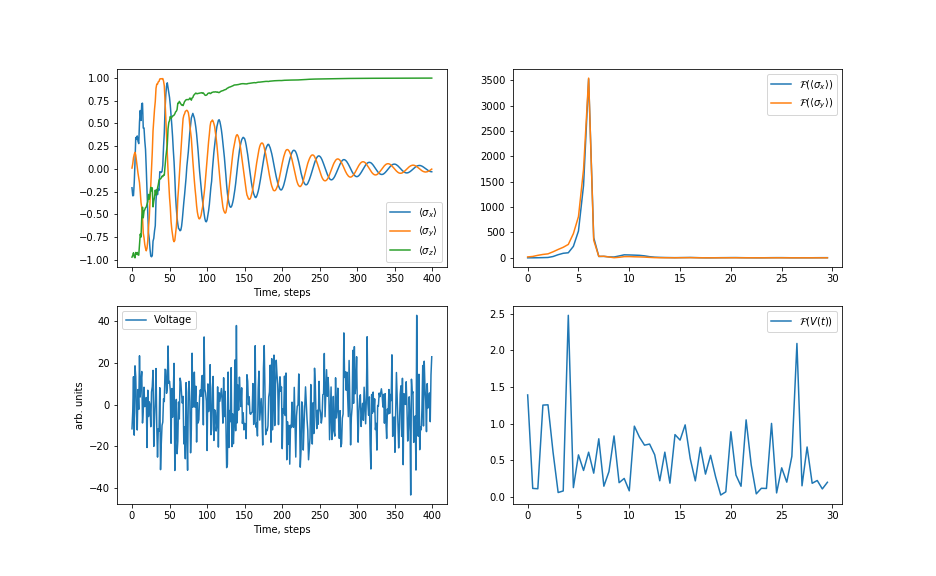 1.00
0.75
0.50
0.25
0.00
−0.25
−0.50
−0.75
−1.00
⟨σx⟩
⟨σy⟩
⟨σz⟩
0 50 100 150 200 250 300 350 400
Time, steps
3500
3000
2500
2000
1500
1000
500
0
ℱ(⟨σx⟩)
ℱ(⟨σy⟩)
0 5 10 15 20 25 30
Voltage
arb. units
40
20
0
−20
−40
0 50 100 150 200 250 300 350 400
Time, steps
ℱ(V(t))
2.5
2.0
1.5
1.0
0.5
0.0
0 5 10 15 20 25 30